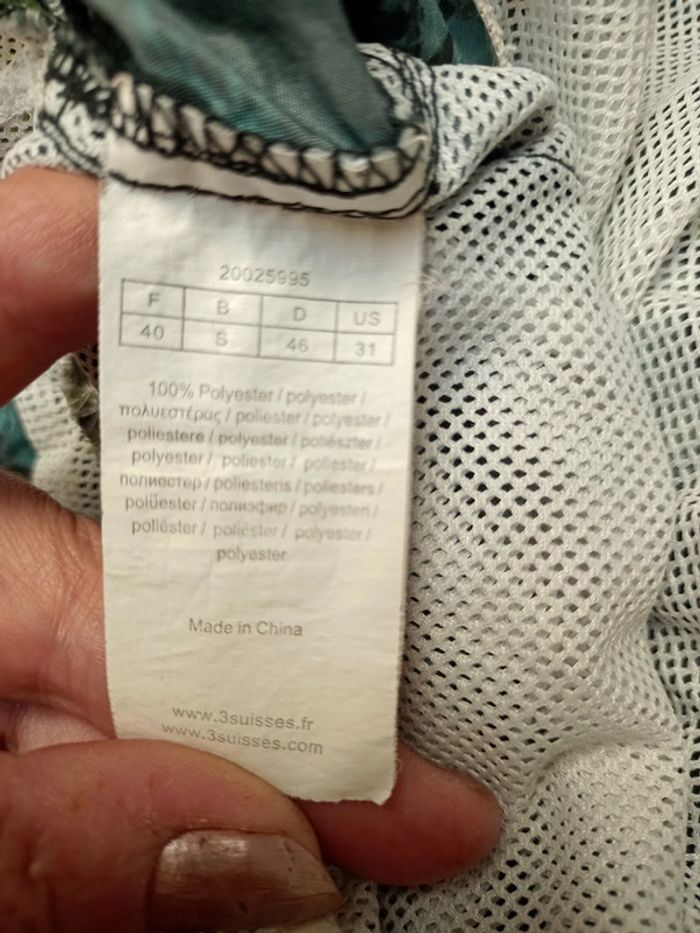 20025995
F B D US
40 S 46 31
100% Polyester / polyester /
πολυεστέρας / poliester / polyester /
poliestere / polyester / poliészter /
polyester / poliester / poliester /
полиестер / poliesteris / poliesters /
polüester / полиэфир / polyesteri /
poliéster / poliéster / polyester /
polyester
Made in China
www.3suisses.fr
www.3suisses.com